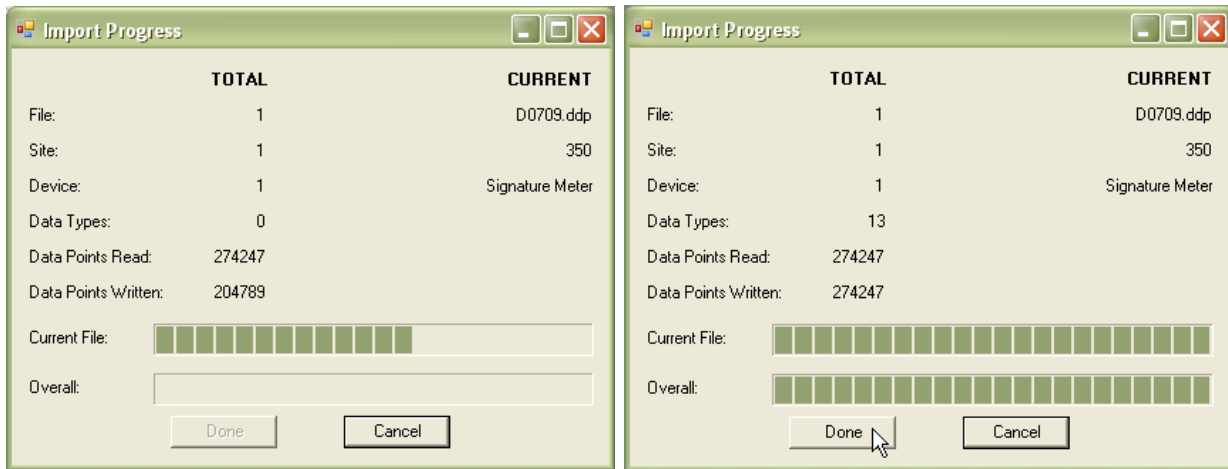 Import Progress
TOTAL CURRENT
File: 1 D0709.ddp
Site: 1 350
Device: 1 Signature Meter
Data Types: 0
Data Points Read: 274247
Data Points Written: 204789
Current File:
Overall:
Done Cancel
Import Progress
TOTAL CURRENT
File: 1 D0709.ddp
Site: 1 350
Device: 1 Signature Meter
Data Types: 13
Data Points Read: 274247
Data Points Written: 274247
Current File:
Overall:
Done Cancel